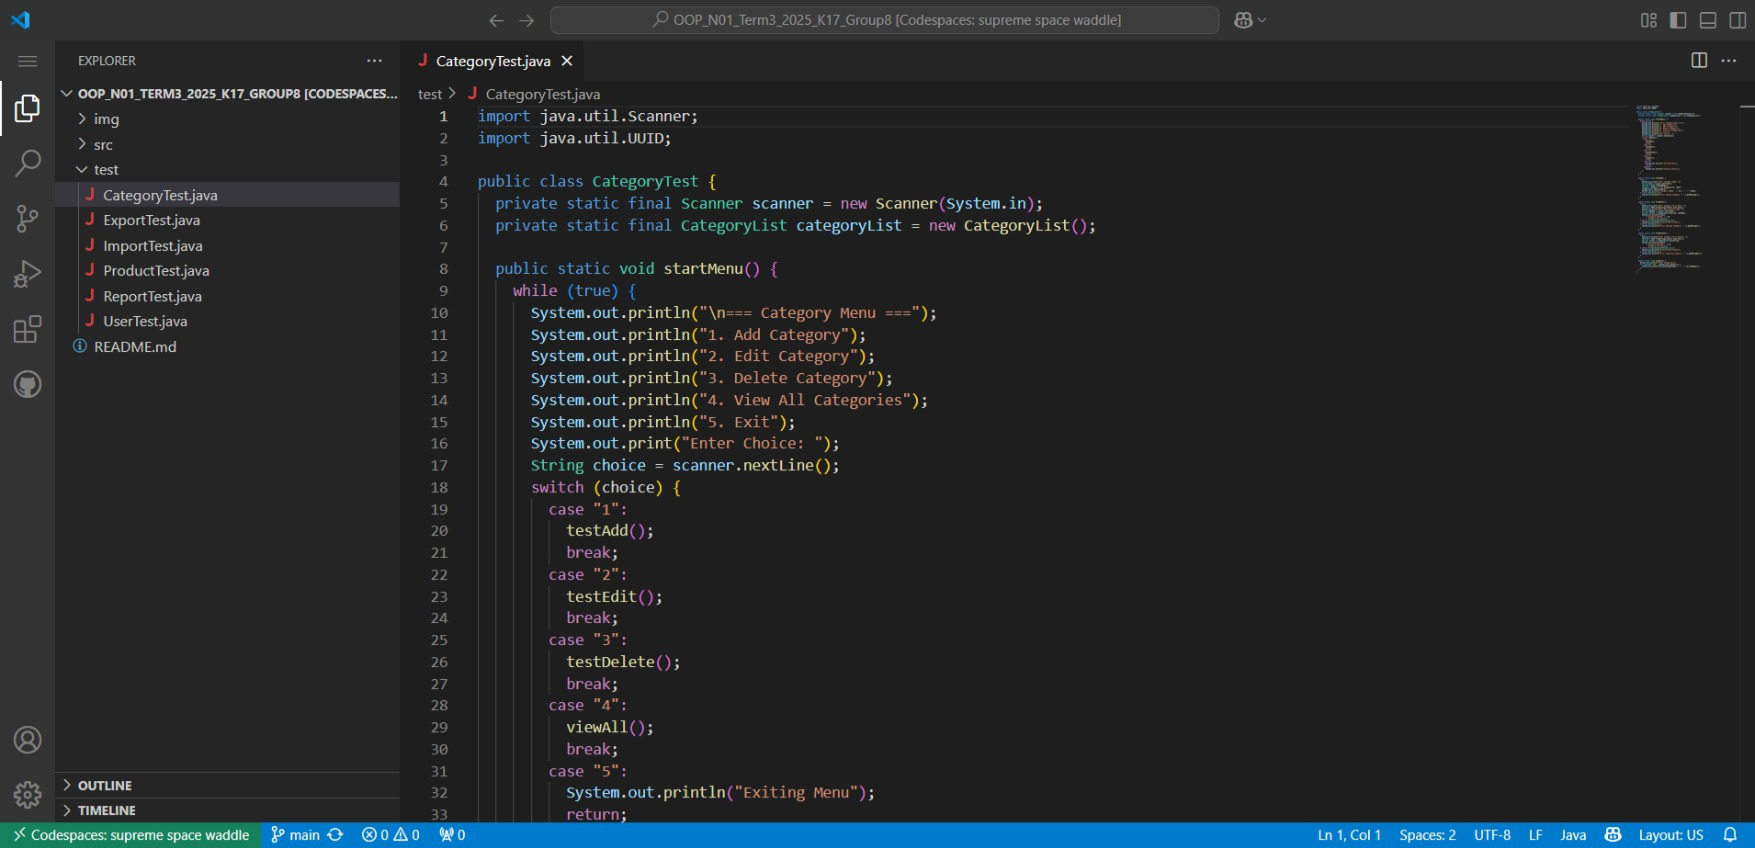 OOP_N01_Term3_2025_K17_Group8 [Codespaces: supreme space waddle]
EXPLORER
OOP_N01_TERM3_2025_K17_GROUP8 [CODESPACES...
img
src
test
CategoryTest.java
ExportTest.java
ImportTest.java
ProductTest.java
ReportTest.java
UserTest.java
README.md
OUTLINE
TIMELINE
CategoryTest.java
test > CategoryTest.java
1 import java.util.Scanner;
2 import java.util.UUID;
3
4 public class CategoryTest {
5 private static final Scanner scanner = new Scanner(System.in);
6 private static final CategoryList categoryList = new CategoryList();
7
8 public static void startMenu() {
9 while (true) {
10 System.out.println("\n=== Category Menu ===");
11 System.out.println("1. Add Category");
12 System.out.println("2. Edit Category");
13 System.out.println("3. Delete Category");
14 System.out.println("4. View All Categories");
15 System.out.println("5. Exit");
16 System.out.print("Enter Choice: ");
17 String choice = scanner.nextLine();
18 switch (choice) {
19 case "1":
20 testAdd();
21 break;
22 case "2":
23 testEdit();
24 break;
25 case "3":
26 testDelete();
27 break;
28 case "4":
29 viewAll();
30 break;
31 case "5":
32 System.out.println("Exiting Menu");
33 return;
Codespaces: supreme space waddle main 0 0 0 Ln 1, Col 1 Spaces: 2 UTF-8 LF Java Layout: US